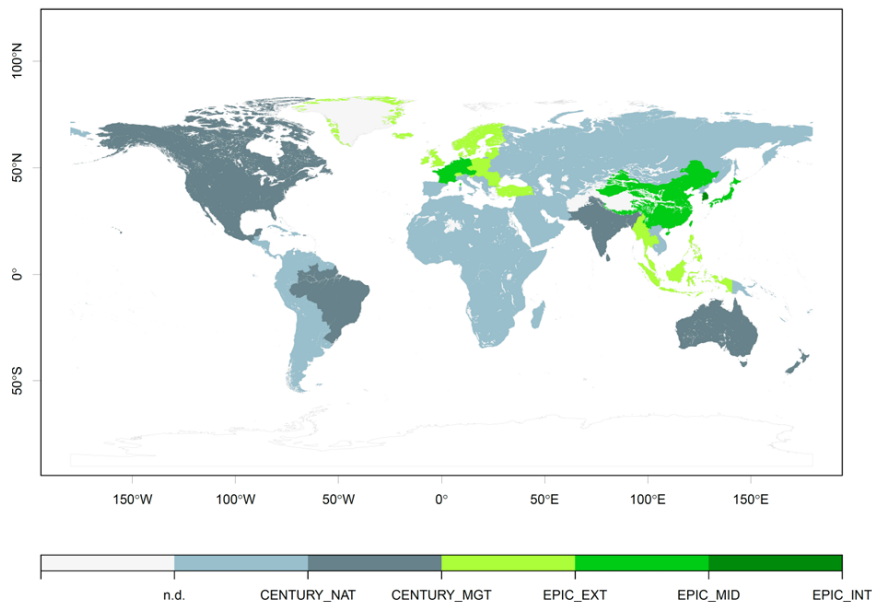 100°N
50°N
0°
50°S
150°W
100°W
50°W
0°
50°E
100°E
150°E
n.d.
CENTURY_NAT
CENTURY_MGT
EPIC_EXT
EPIC_MID
EPIC_INT